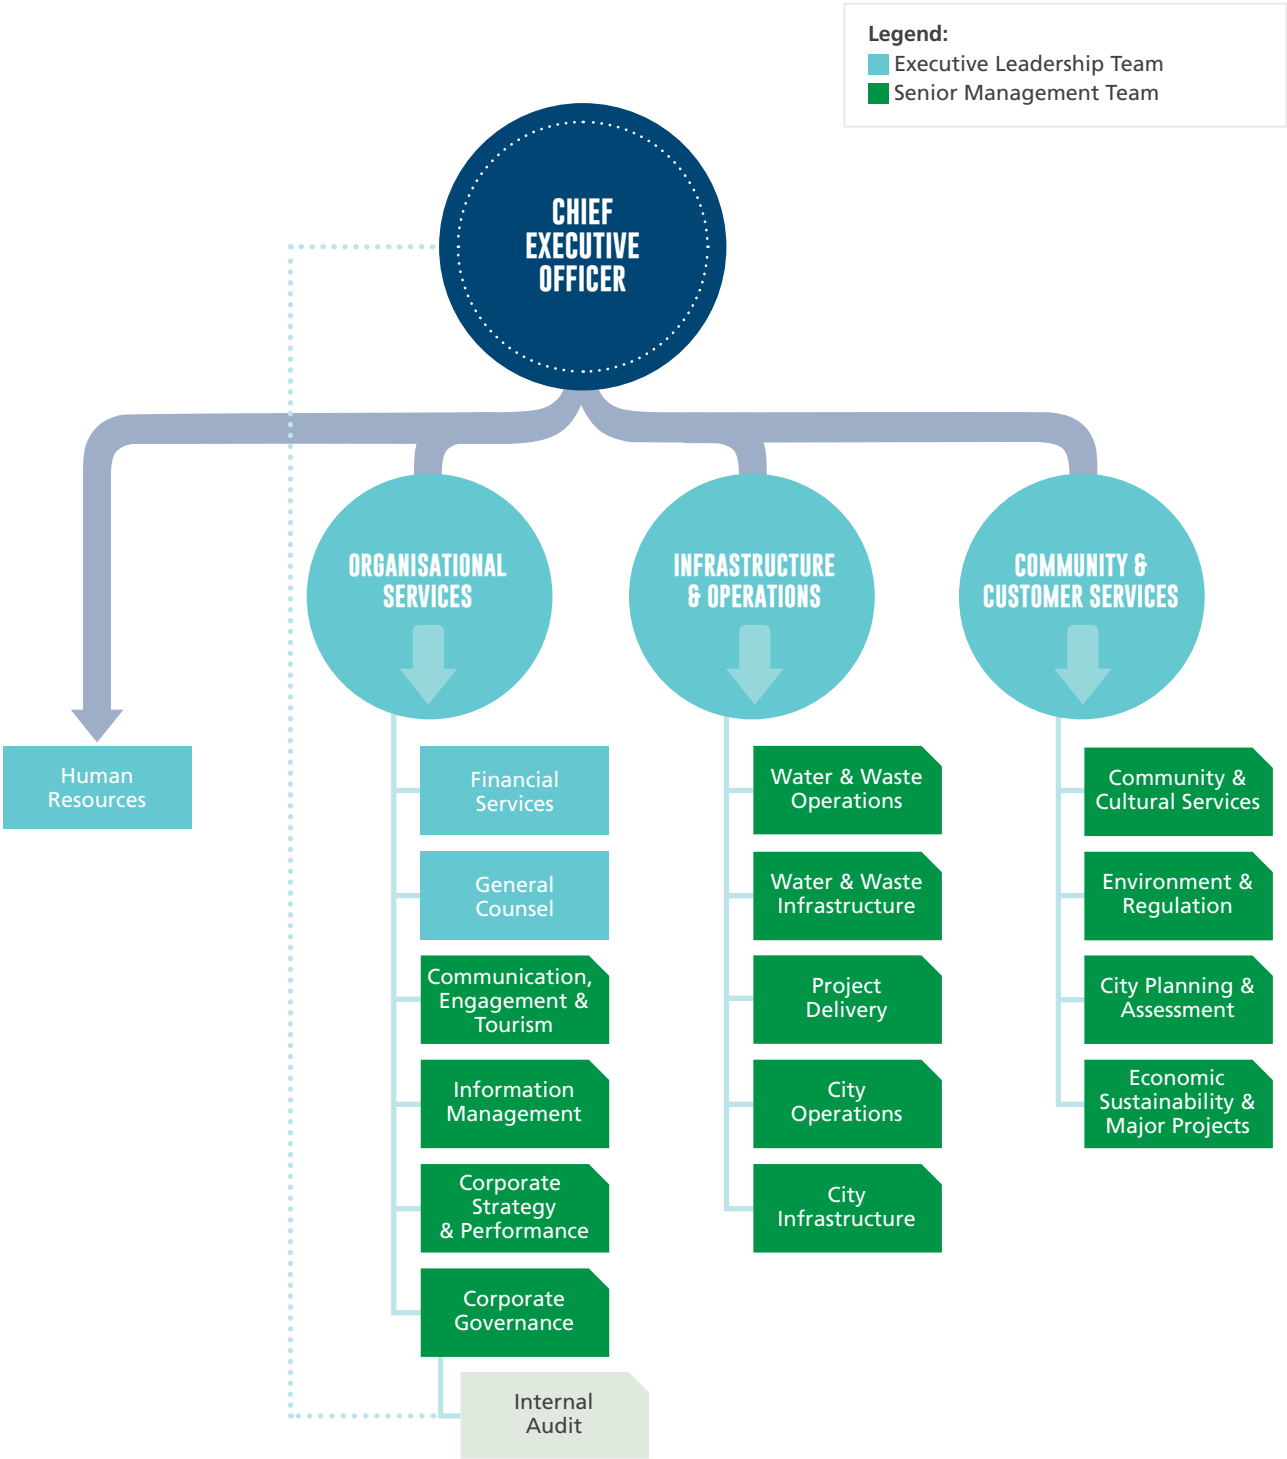 Legend:
Executive Leadership Team
Senior Management Team
CHIEF
EXECUTIVE
OFFICER
ORGANISATIONAL
SERVICES
INFRASTRUCTURE
& OPERATIONS
COMMUNITY &
CUSTOMER SERVICES
Human
Resources
Financial
Services
General
Counsel
Communication,
Engagement &
Tourism
Information
Management
Corporate
Strategy
& Performance
Corporate
Governance
Internal
Audit
Water & Waste
Operations
Water & Waste
Infrastructure
Project
Delivery
City
Operations
City
Infrastructure
Community &
Cultural Services
Environment &
Regulation
City Planning &
Assessment
Economic
Sustainability &
Major Projects